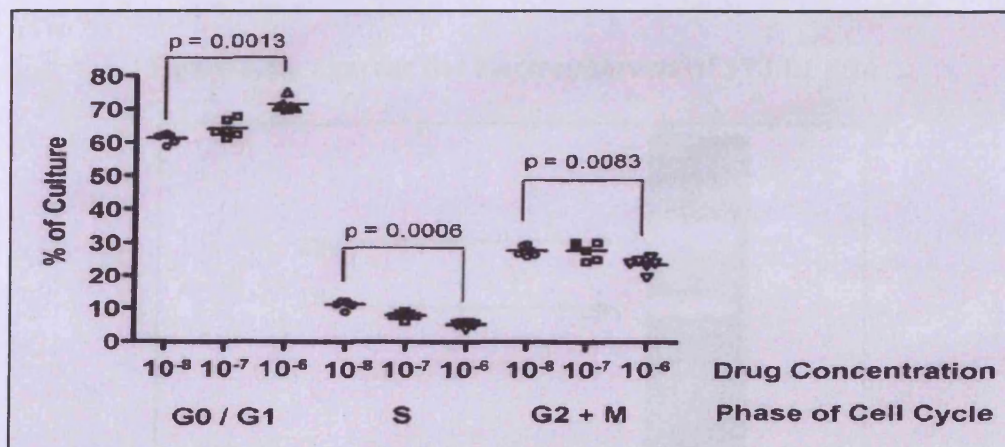 p = 0.0013
p = 0.0083
p = 0.0006
% of Culture
80
70
60
50
40
30
20
10
0
10⁻⁸ 10⁻⁷ 10⁻⁶ 10⁻⁸ 10⁻⁷ 10⁻⁶ 10⁻⁸ 10⁻⁷ 10⁻⁶ Drug Concentration
G0 / G1 S G2 + M Phase of Cell Cycle